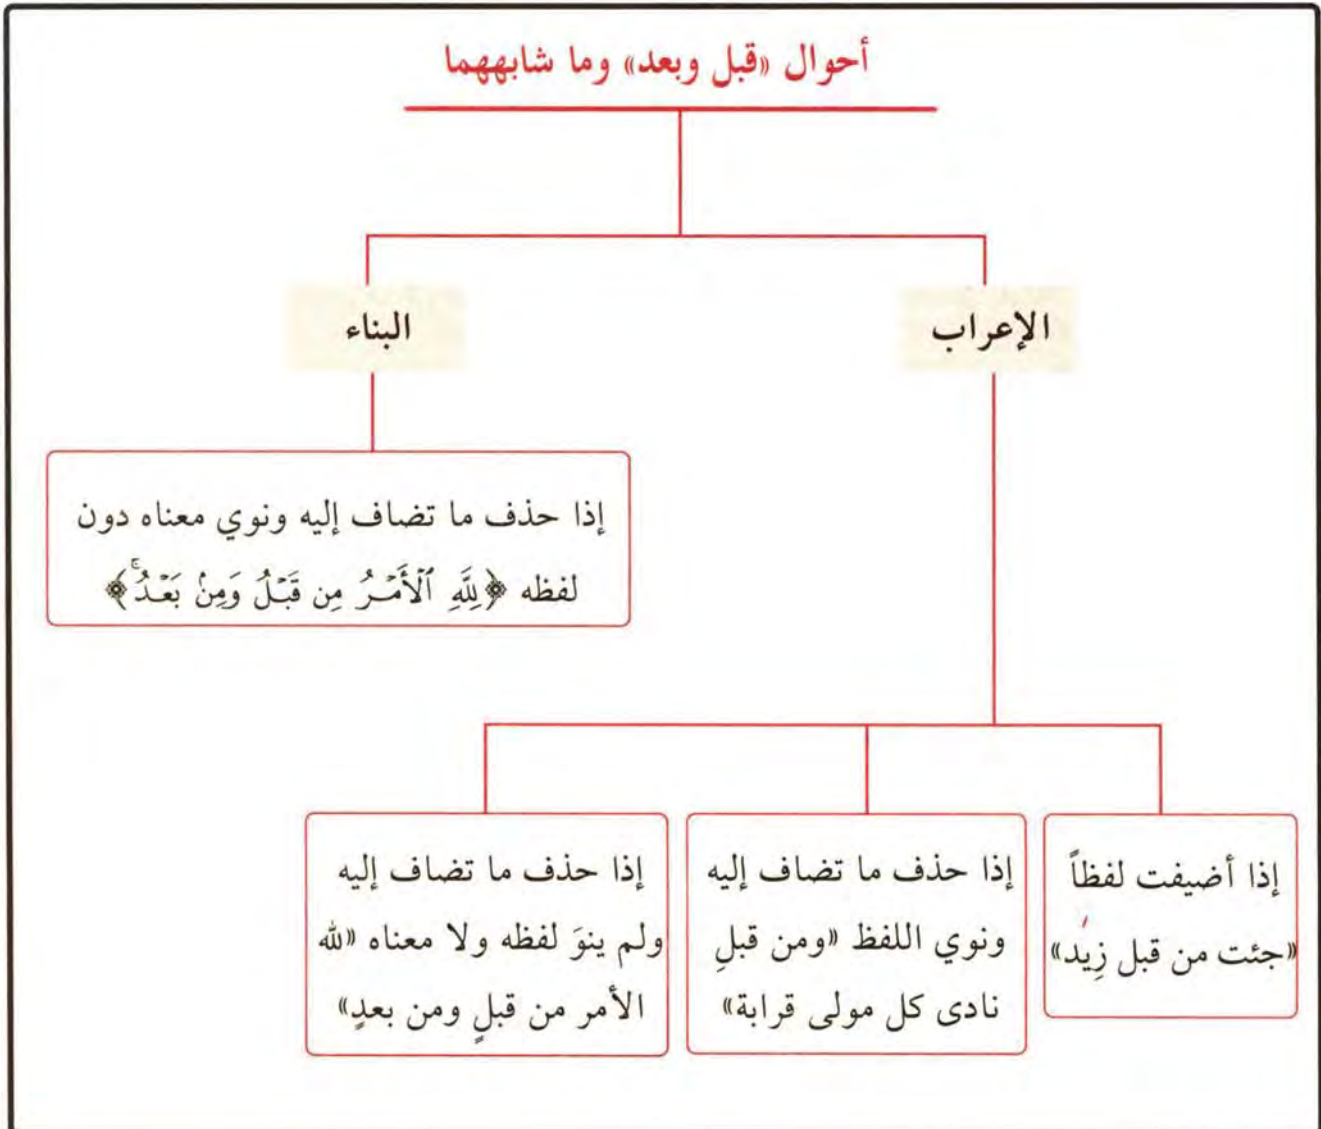 أحوال «قبل وبعد» وما شابههما
الإعراب
البناء
إذا حذف ما تضاف إليه ونوي معناه دون
لفظه ﴿لِلَّهِ ٱلْأَمْرُ مِن قَبْلُ وَمِنۢ بَعْدُ ۚ﴾
إذا أضيفت لفظاً
«جئت من قبل زِيُد»
إذا حذف ما تضاف إليه
ونوي اللفظ «ومن قبلِ
نادى كل مولى قرابة»
إذا حذف ما تضاف إليه
ولم ينوَ لفظه ولا معناه «لله
الأمر من قبلٍ ومن بعدٍ»